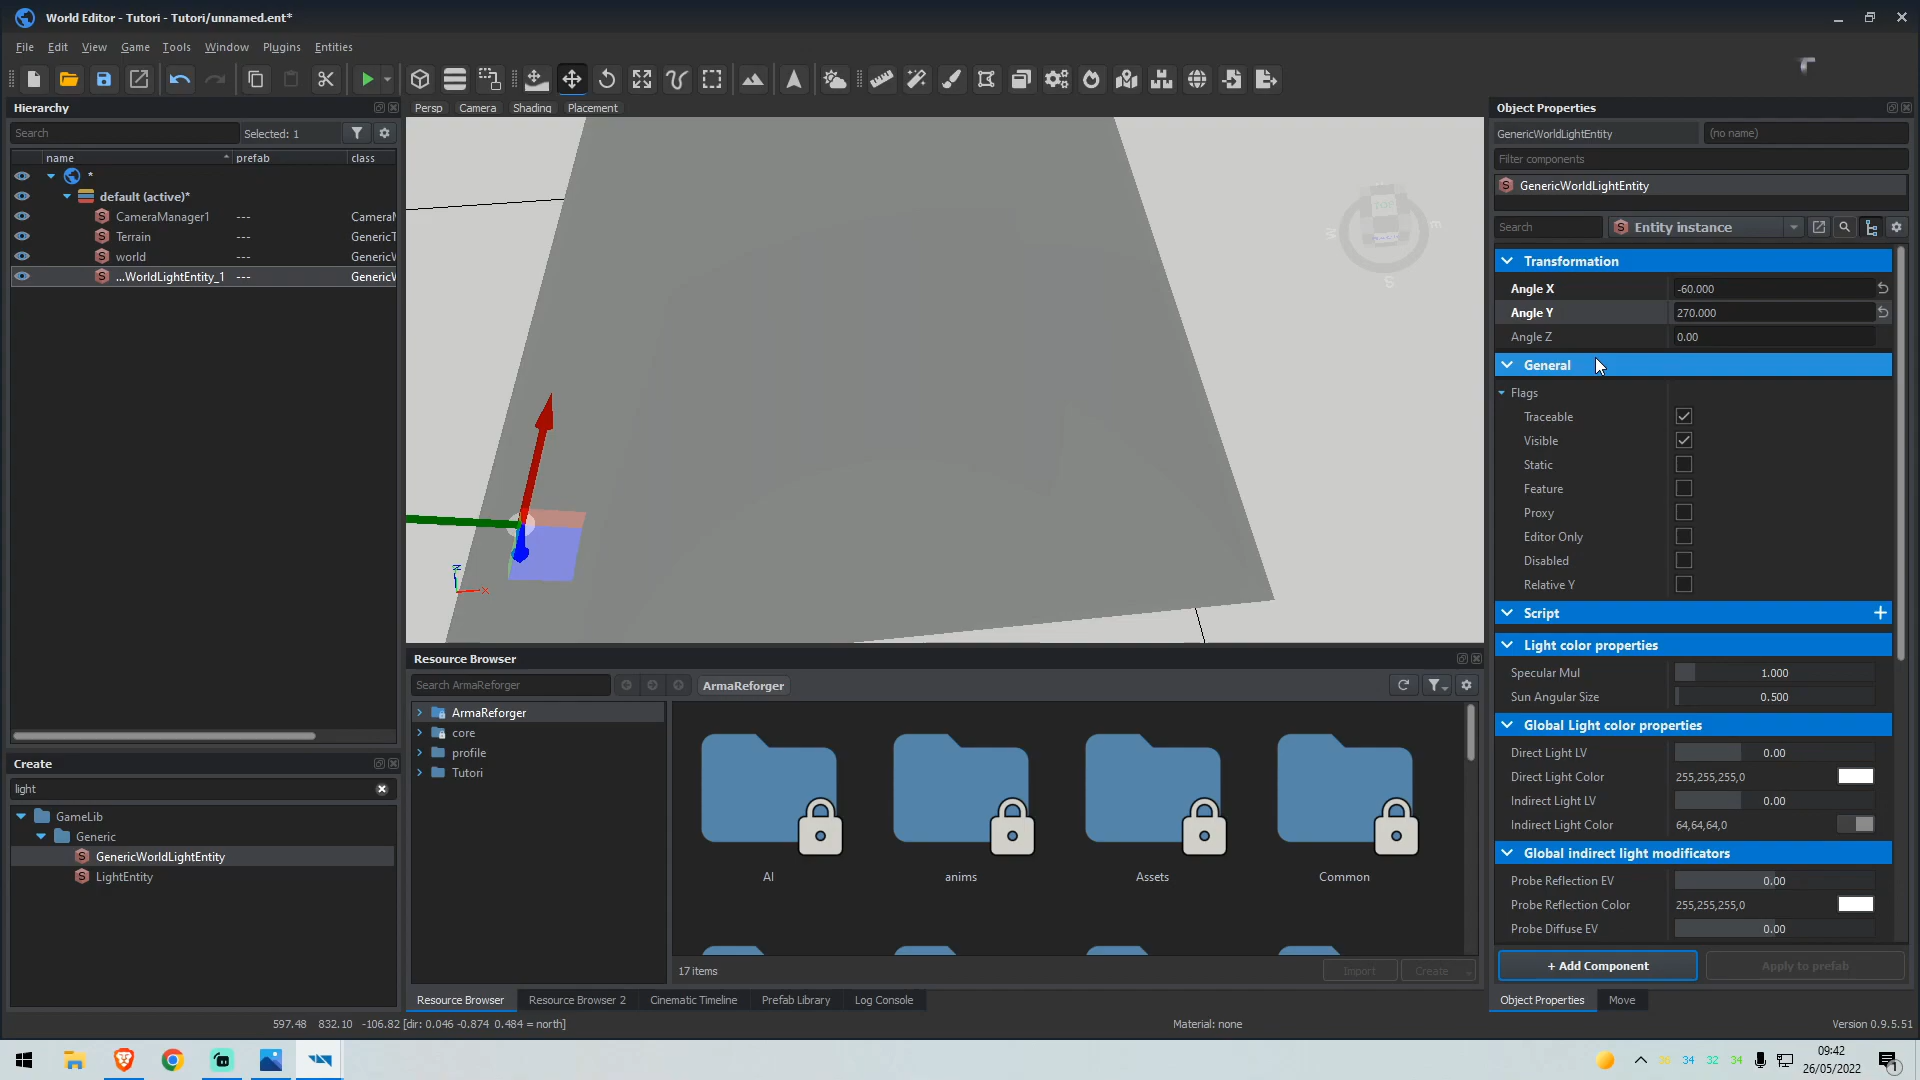 World Editor - Tutori - Tutori/unnamed.ent*
File Edit View Game Tools Window Plugins Entities
Hierarchy
Search
Selected: 1
name prefab class
*
default (active)*
CameraManager1 --- CameraM
Terrain --- GenericT
world --- GenericW
...WorldLightEntity_1 --- GenericW
Create
light
GameLib
Generic
GenericWorldLightEntity
LightEntity
Persp Camera Shading Placement
W
E
S
Z
X
Resource Browser
Search ArmaReforger
ArmaReforger
ArmaReforger
core
profile
Tutori
AI
anims
Assets
Common
17 items
Import
Create
Resource Browser Resource Browser 2 Cinematic Timeline Prefab Library Log Console
Object Properties
GenericWorldLightEntity
(no name)
Filter components
GenericWorldLightEntity
Search
Entity instance
Transformation
Angle X -60.000
Angle Y 270.000
Angle Z 0.00
General
Flags
Traceable
Visible
Static
Feature
Proxy
Editor Only
Disabled
Relative Y
Script
Light color properties
Specular Mul 1.000
Sun Angular Size 0.500
Global Light color properties
Direct Light LV 0.00
Direct Light Color 255,255,255,0
Indirect Light LV 0.00
Indirect Light Color 64,64,64,0
Global indirect light modificators
Probe Reflection EV 0.00
Probe Reflection Color 255,255,255,0
Probe Diffuse EV 0.00
+ Add Component
Apply to prefab
Object Properties Move
597.48 832.10 -106.82 [dir: 0.046 -0.874 0.484 = north]
Material: none
Version 0.9.5.51
36 34 32 34
09:42
26/05/2022
1